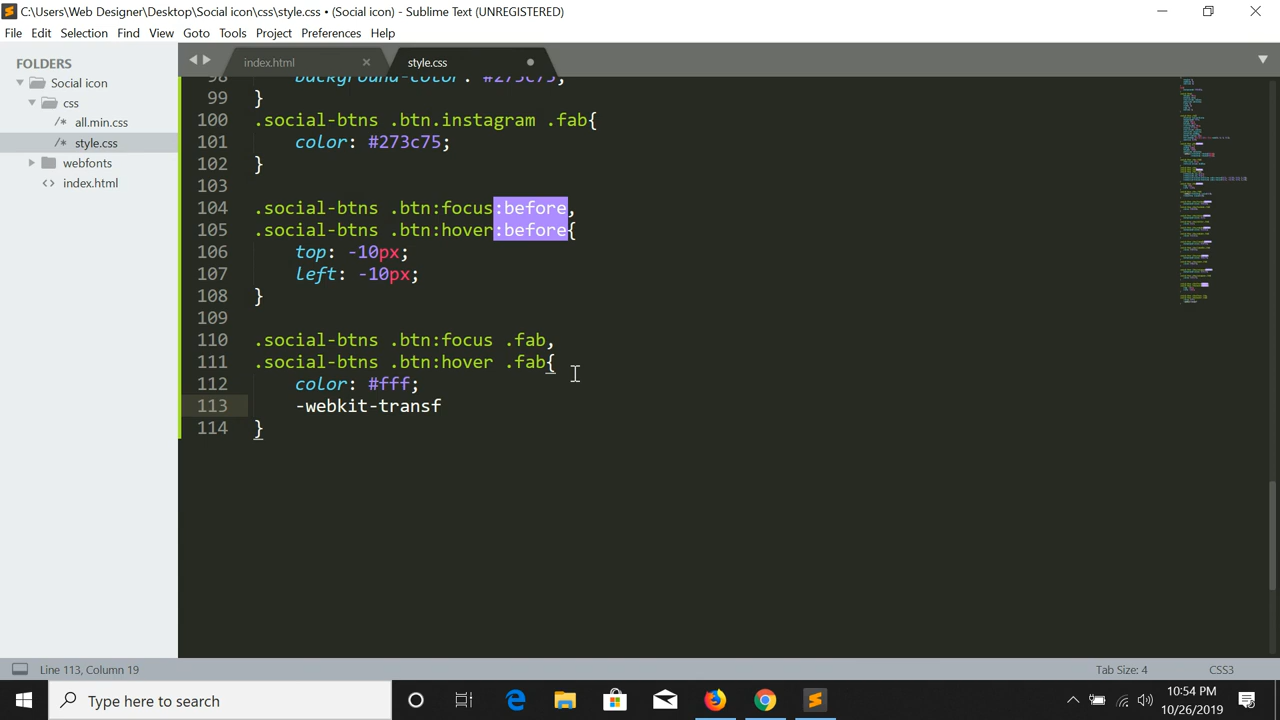 C:\Users\Web Designer\Desktop\Social icon\css\style.css • (Social icon) - Sublime Text (UNREGISTERED)
File Edit Selection Find View Goto Tools Project Preferences Help
FOLDERS
Social icon
css
/* all.min.css
/* style.css
webfonts
<> index.html
index.html
style.css
98 background-color: #273c75;
99 }
100 .social-btns .btn.instagram .fab{
101 color: #273c75;
102 }
103
104 .social-btns .btn:focus:before,
105 .social-btns .btn:hover:before{
106 top: -10px;
107 left: -10px;
108 }
109
110 .social-btns .btn:focus .fab,
111 .social-btns .btn:hover .fab{
112 color: #fff;
113 -webkit-transf
114 }
Line 113, Column 19
Tab Size: 4
CSS3
Type here to search
10:54 PM
10/26/2019